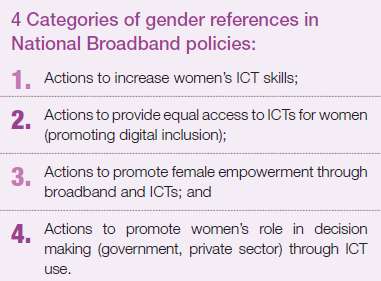 4 Categories of gender references in
National Broadband policies:
1. Actions to increase women's ICT skills;
2. Actions to provide equal access to ICTs for women
(promoting digital inclusion);
3. Actions to promote female empowerment through
broadband and ICTs; and
4. Actions to promote women's role in decision
making (government, private sector) through ICT
use.